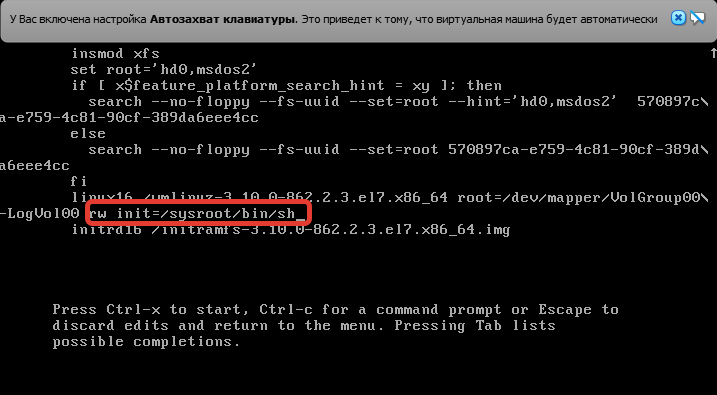 У Вас включена настройка Автозахват клавиатуры. Это приведет к тому, что виртуальная машина будет автоматически
insmod xfs
set root='hd0,msdos2'
if [ x$feature_platform_search_hint = xy ]; then
search --no-floppy --fs-uuid --set=root --hint='hd0,msdos2'  570897c\
ca-e759-4c81-90cf-389da6eee4cc
else
search --no-floppy --fs-uuid --set=root 570897ca-e759-4c81-90cf-389d\
da6eee4cc
fi
linux16 /vmlinuz-3.10.0-862.2.3.el7.x86_64 root=/dev/mapper/VolGroup00\
-LogVol00 rw init=/sysroot/bin/sh_
initrd16 /initramfs-3.10.0-862.2.3.el7.x86_64.img
Press Ctrl-x to start, Ctrl-c for a command prompt or Escape to
discard edits and return to the menu. Pressing Tab lists
possible completions.